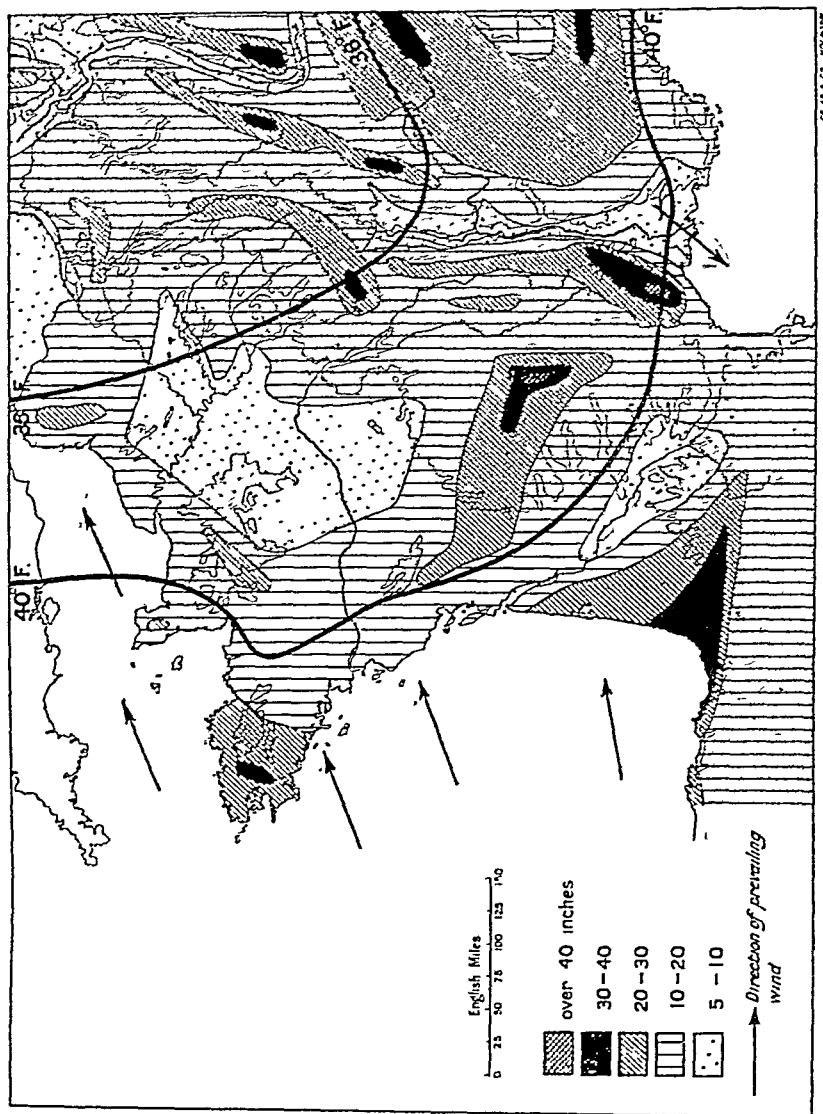 40° F.
38° F.
38° F.
40° F.
English Miles
0 25 50 75 100 125 150
over 40 inches
30–40
20–30
10–20
5–10
Direction of prevailing
wind